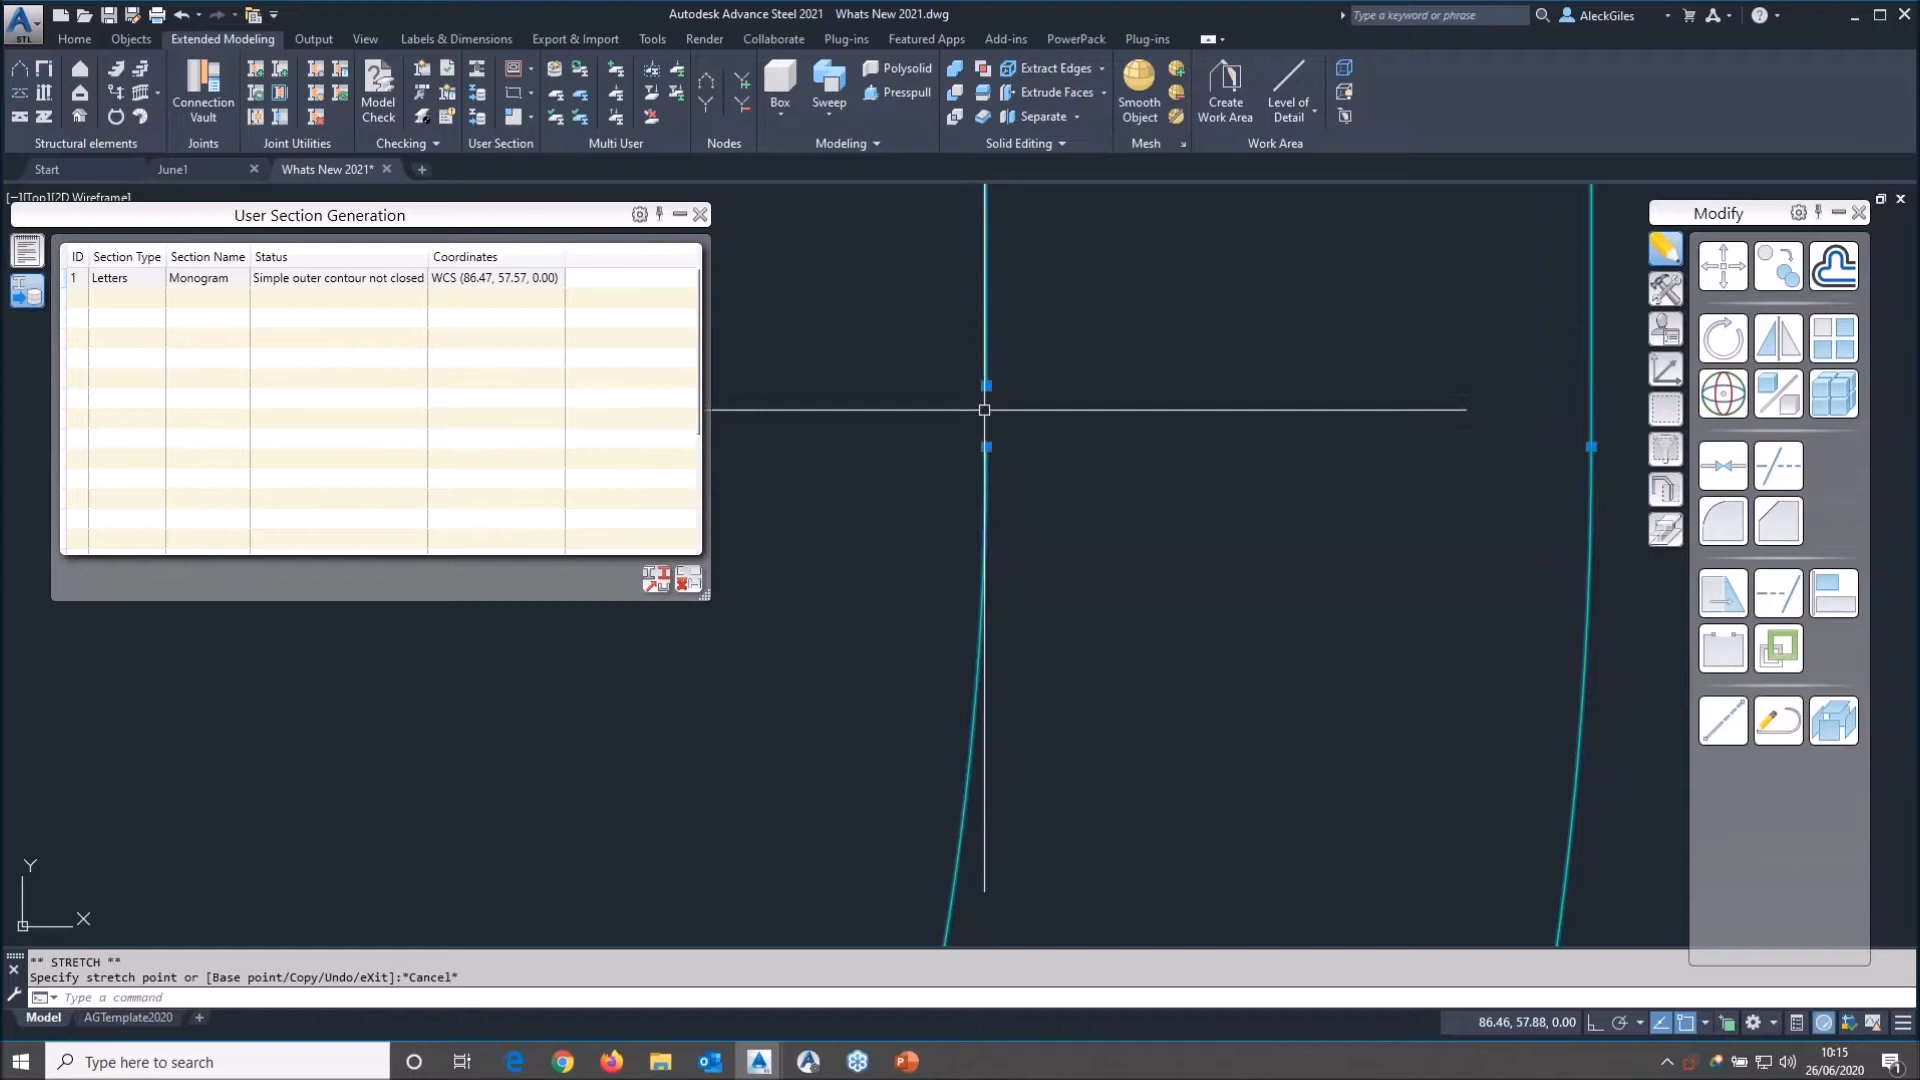 Autodesk Advance Steel 2021 Whats New 2021.dwg
Type a keyword or phrase
AleckGiles
STL
Home Objects Extended Modeling Output View Labels & Dimensions Export & Import Tools Render Collaborate Plug-ins Featured Apps Add-ins PowerPack Plug-ins
Connection Vault
Model Check
Box
Sweep
Polysolid
Presspull
Extract Edges
Extrude Faces
Separate
Smooth Object
Create Work Area
Level of Detail
Structural elements Joints Joint Utilities Checking User Section Multi User Nodes Modeling Solid Editing Mesh Work Area
Start June1 Whats New 2021*
[−][Top][2D Wireframe]
User Section Generation
ID Section Type Section Name Status Coordinates
1 Letters Monogram Simple outer contour not closed WCS (86.47, 57.57, 0.00)
Modify
Y
X
** STRETCH **
Specify stretch point or [Base point/Copy/Undo/eXit]:*Cancel*
Type a command
Model AGTemplate2020
86.46, 57.88, 0.00
Type here to search
10:15
26/06/2020
1